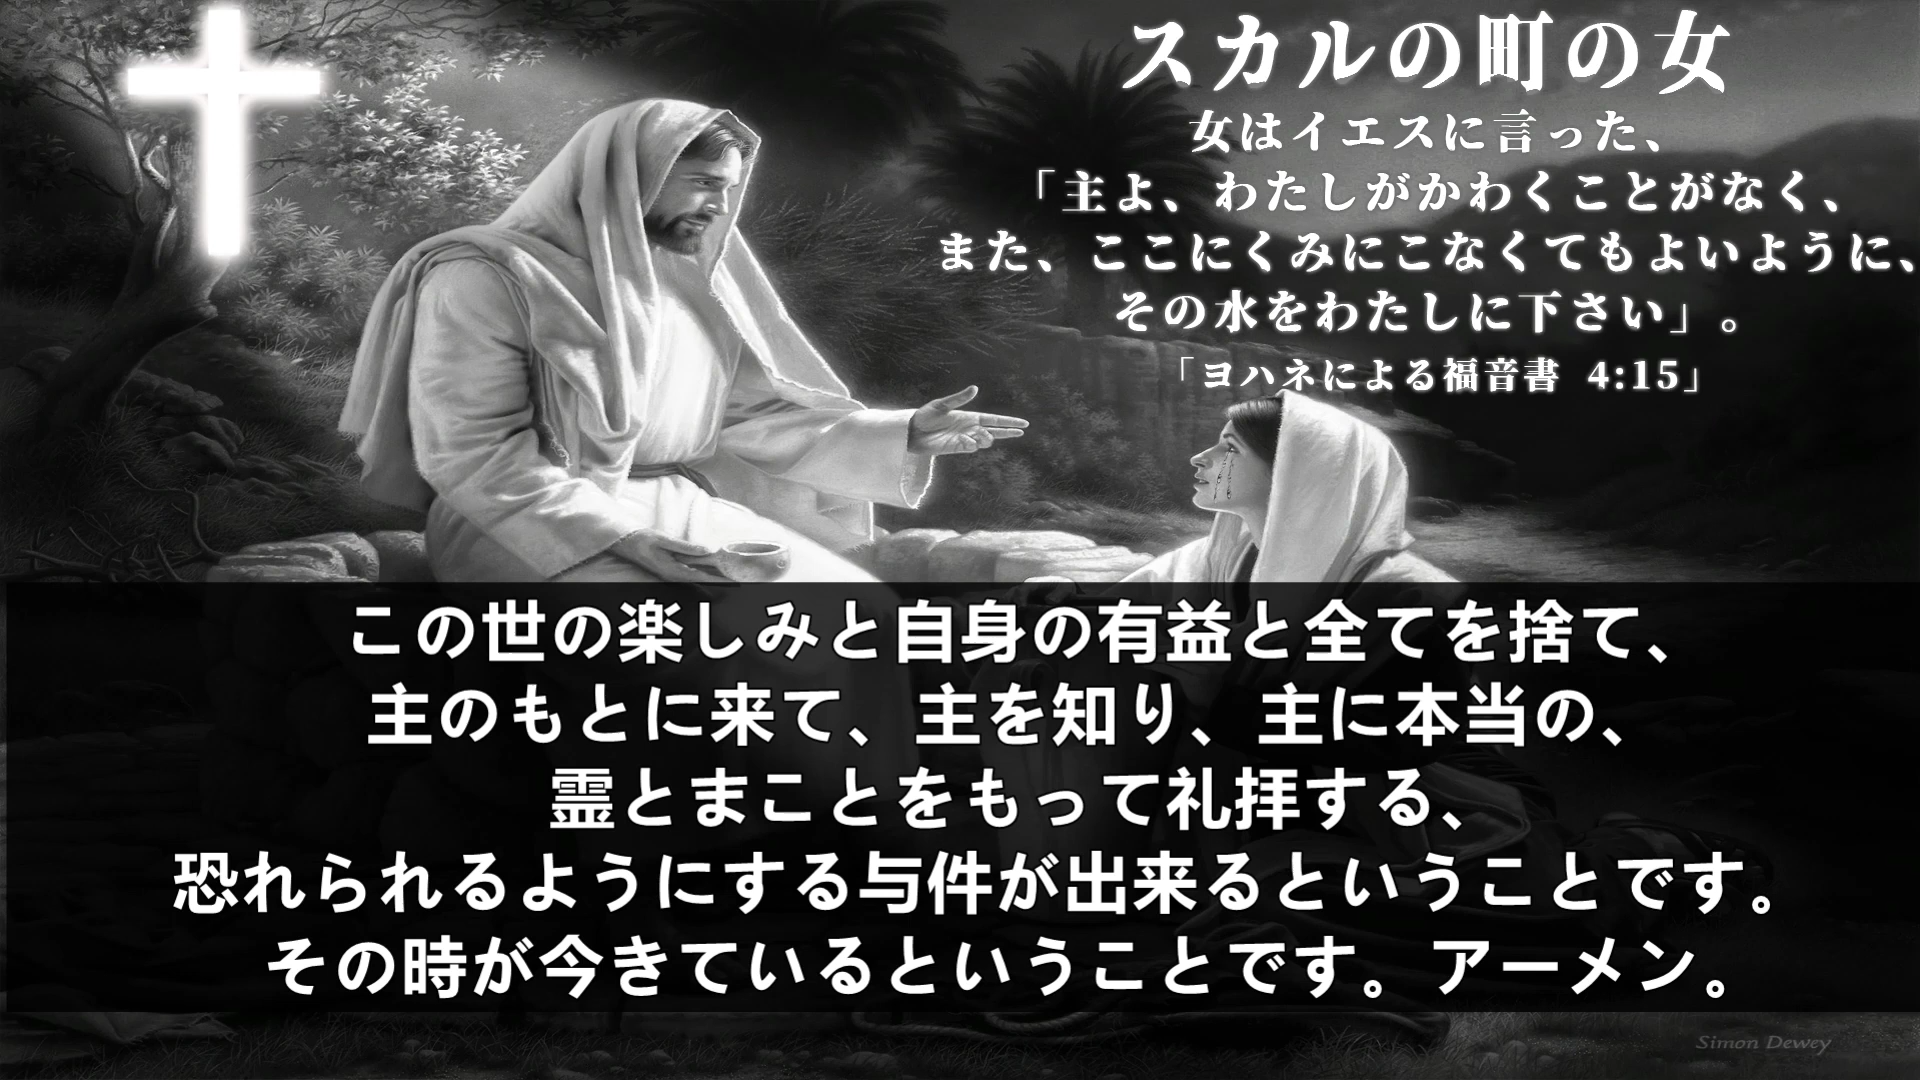 スカルの町の女
女はイエスに言った、
「主よ、わたしがかわくことがなく、
また、ここにくみにこなくてもよいように、
その水をわたしに下さい」。
「ヨハネによる福音書 4:15」
この世の楽しみと自身の有益と全てを捨て、
主のもとに来て、主を知り、主に本当の、
霊とまことをもって礼拝する、
恐れられるようにする与件が出来るということです。
その時が今きているということです。アーメン。
Simon Dewey